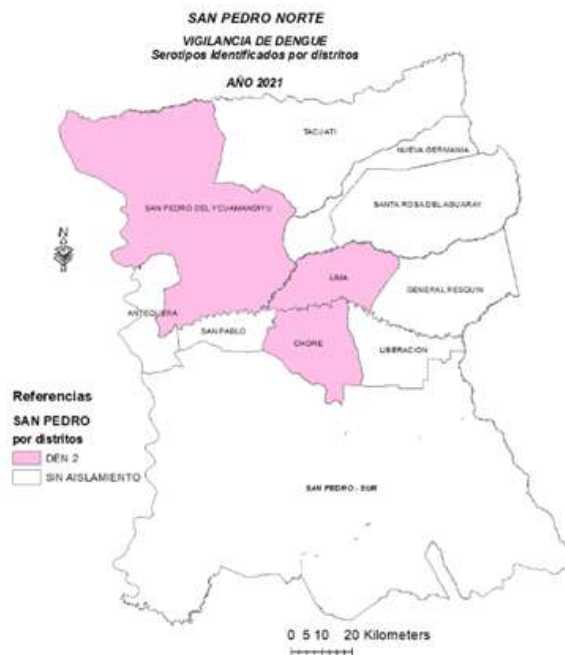 SAN PEDRO NORTE
VIGILANCIA DE DENGUE
Serotipos Identificados por distritos
AÑO 2021
TACUATI
NUEVA GERMANIA
SAN PEDRO DEL YCUAMANDIYU
SANTA ROSA DEL AGUARAY
N
LIMA
GENERAL RESQUIN
ANTEQUERA
SAN PABLO
CHORE
LIBERACION
Referencias
SAN PEDRO
por distritos
DEN 2
SIN AISLAMIENTO
SAN PEDRO - SUR
0 5 10 20 Kilometers